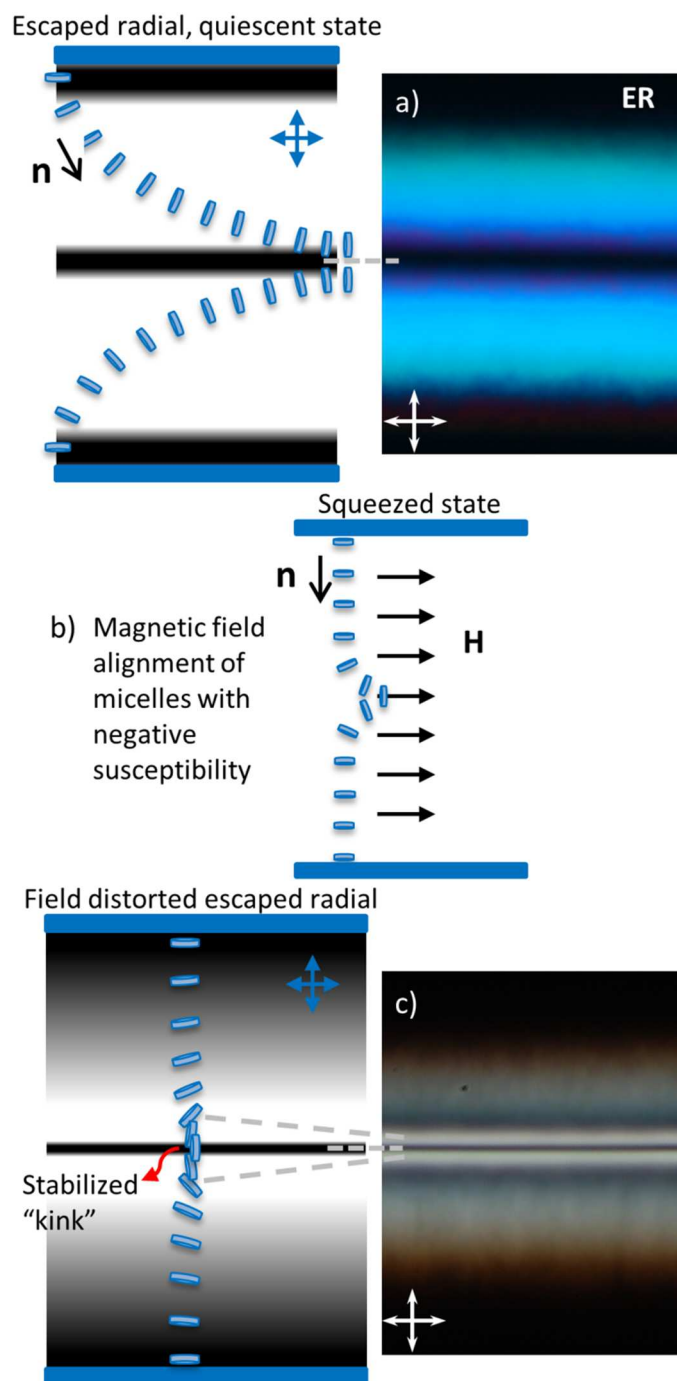 Escaped radial, quiescent state
a)
ER
n
Squeezed state
n
H
b) Magnetic field
alignment of
micelles with
negative
susceptibility
Field distorted escaped radial
c)
Stabilized
“kink”